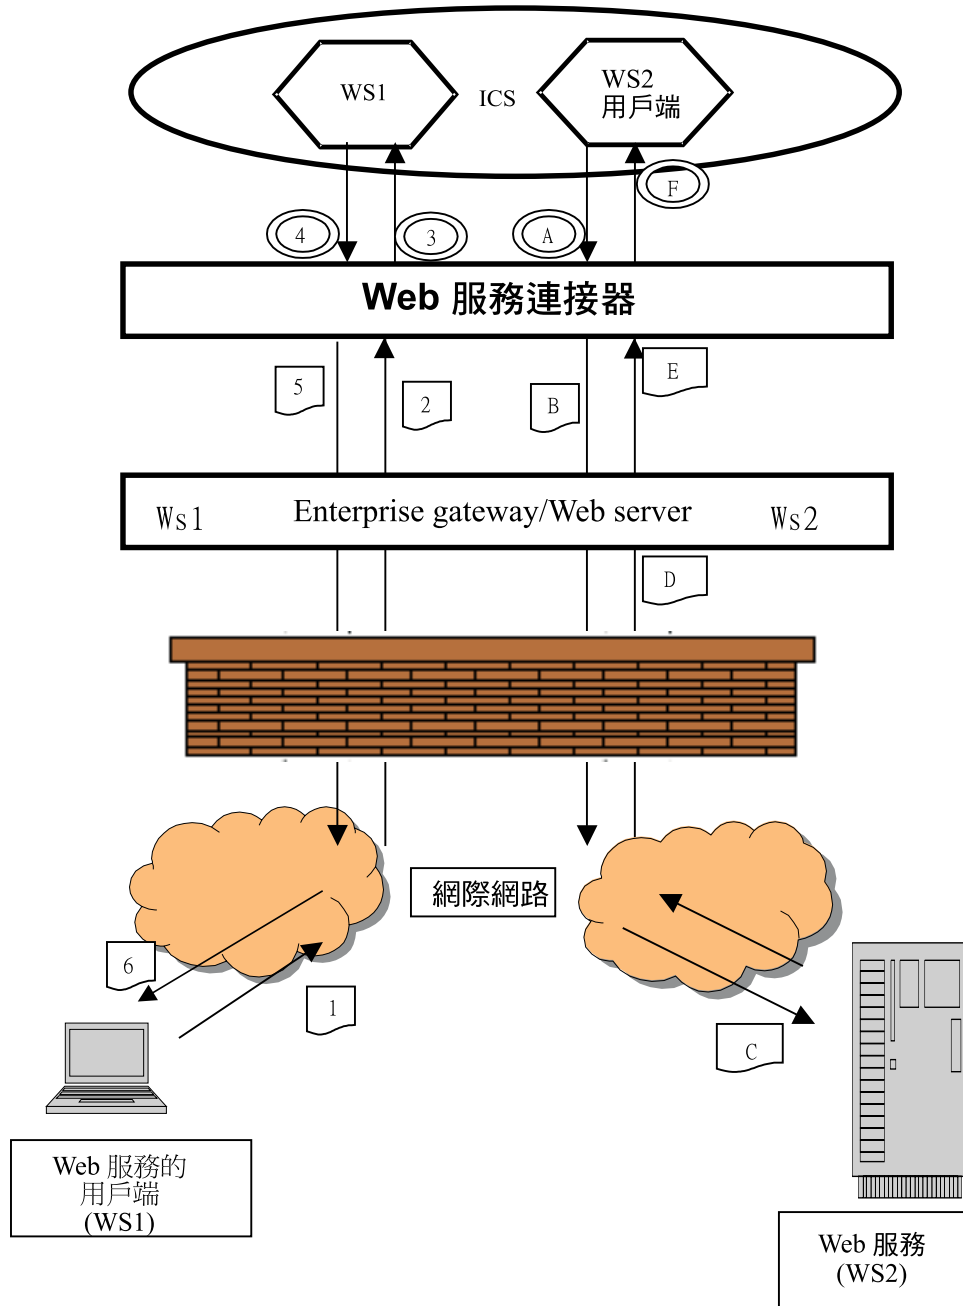 WS1
ICS
WS2
用戶端
F
4
3
A
Web 服務連接器
5
2
B
E
Ws1
Enterprise gateway/Web server
Ws2
D
網際網路
6
1
C
Web 服務的
用戶端
(WS1)
Web 服務
(WS2)